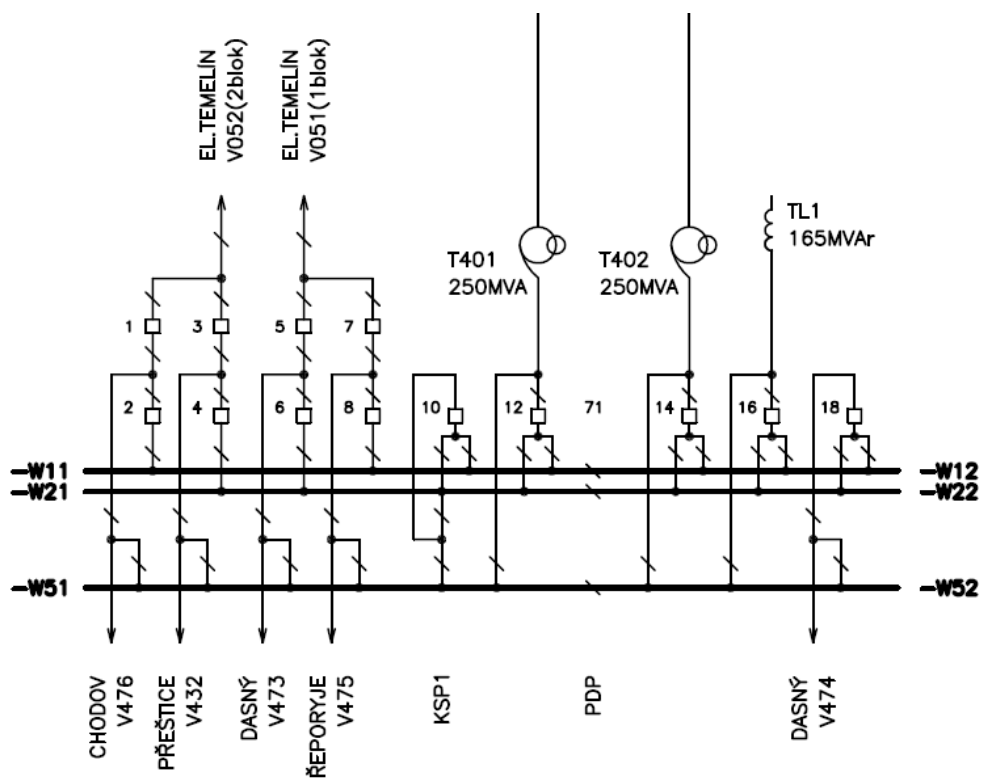 EL.TEMELÍN
V052(2blok)
EL.TEMELÍN
V051(1blok)
T401
250MVA
T402
250MVA
TL1
165MVAr
1
3
5
7
2
4
6
8
10
12
71
14
16
18
-W11
-W12
-W21
-W22
-W51
-W52
CHODOV
V476
PŘEŠTICE
V432
DASNÝ
V473
ŘEPORYJE
V475
KSP1
PDP
DASNÝ
V474